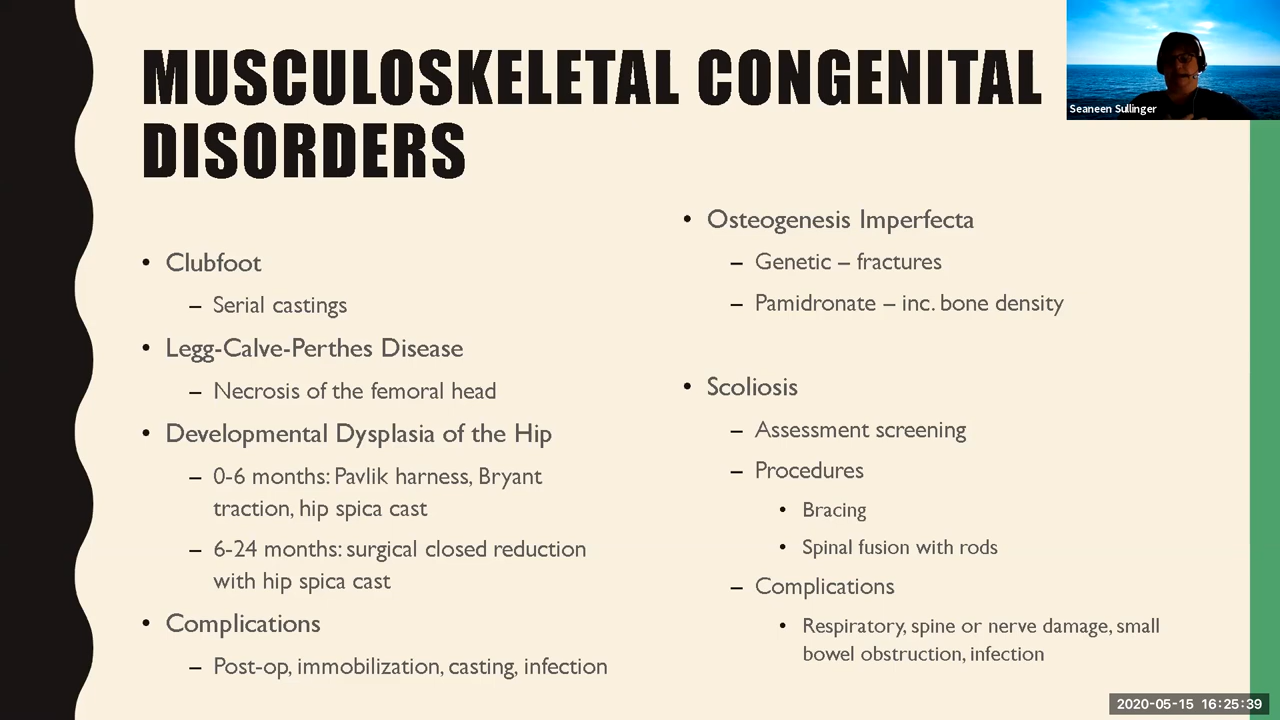 MUSCULOSKELETAL CONGENITAL
DISORDERS
Seaneen Sullinger
• Clubfoot
– Serial castings
• Legg-Calve-Perthes Disease
– Necrosis of the femoral head
• Developmental Dysplasia of the Hip
– 0-6 months: Pavlik harness, Bryant
traction, hip spica cast
– 6-24 months: surgical closed reduction
with hip spica cast
• Complications
– Post-op, immobilization, casting, infection
• Osteogenesis Imperfecta
– Genetic – fractures
– Pamidronate – inc. bone density
• Scoliosis
– Assessment screening
– Procedures
• Bracing
• Spinal fusion with rods
– Complications
• Respiratory, spine or nerve damage, small
bowel obstruction, infection
2020-05-15 16:25:39